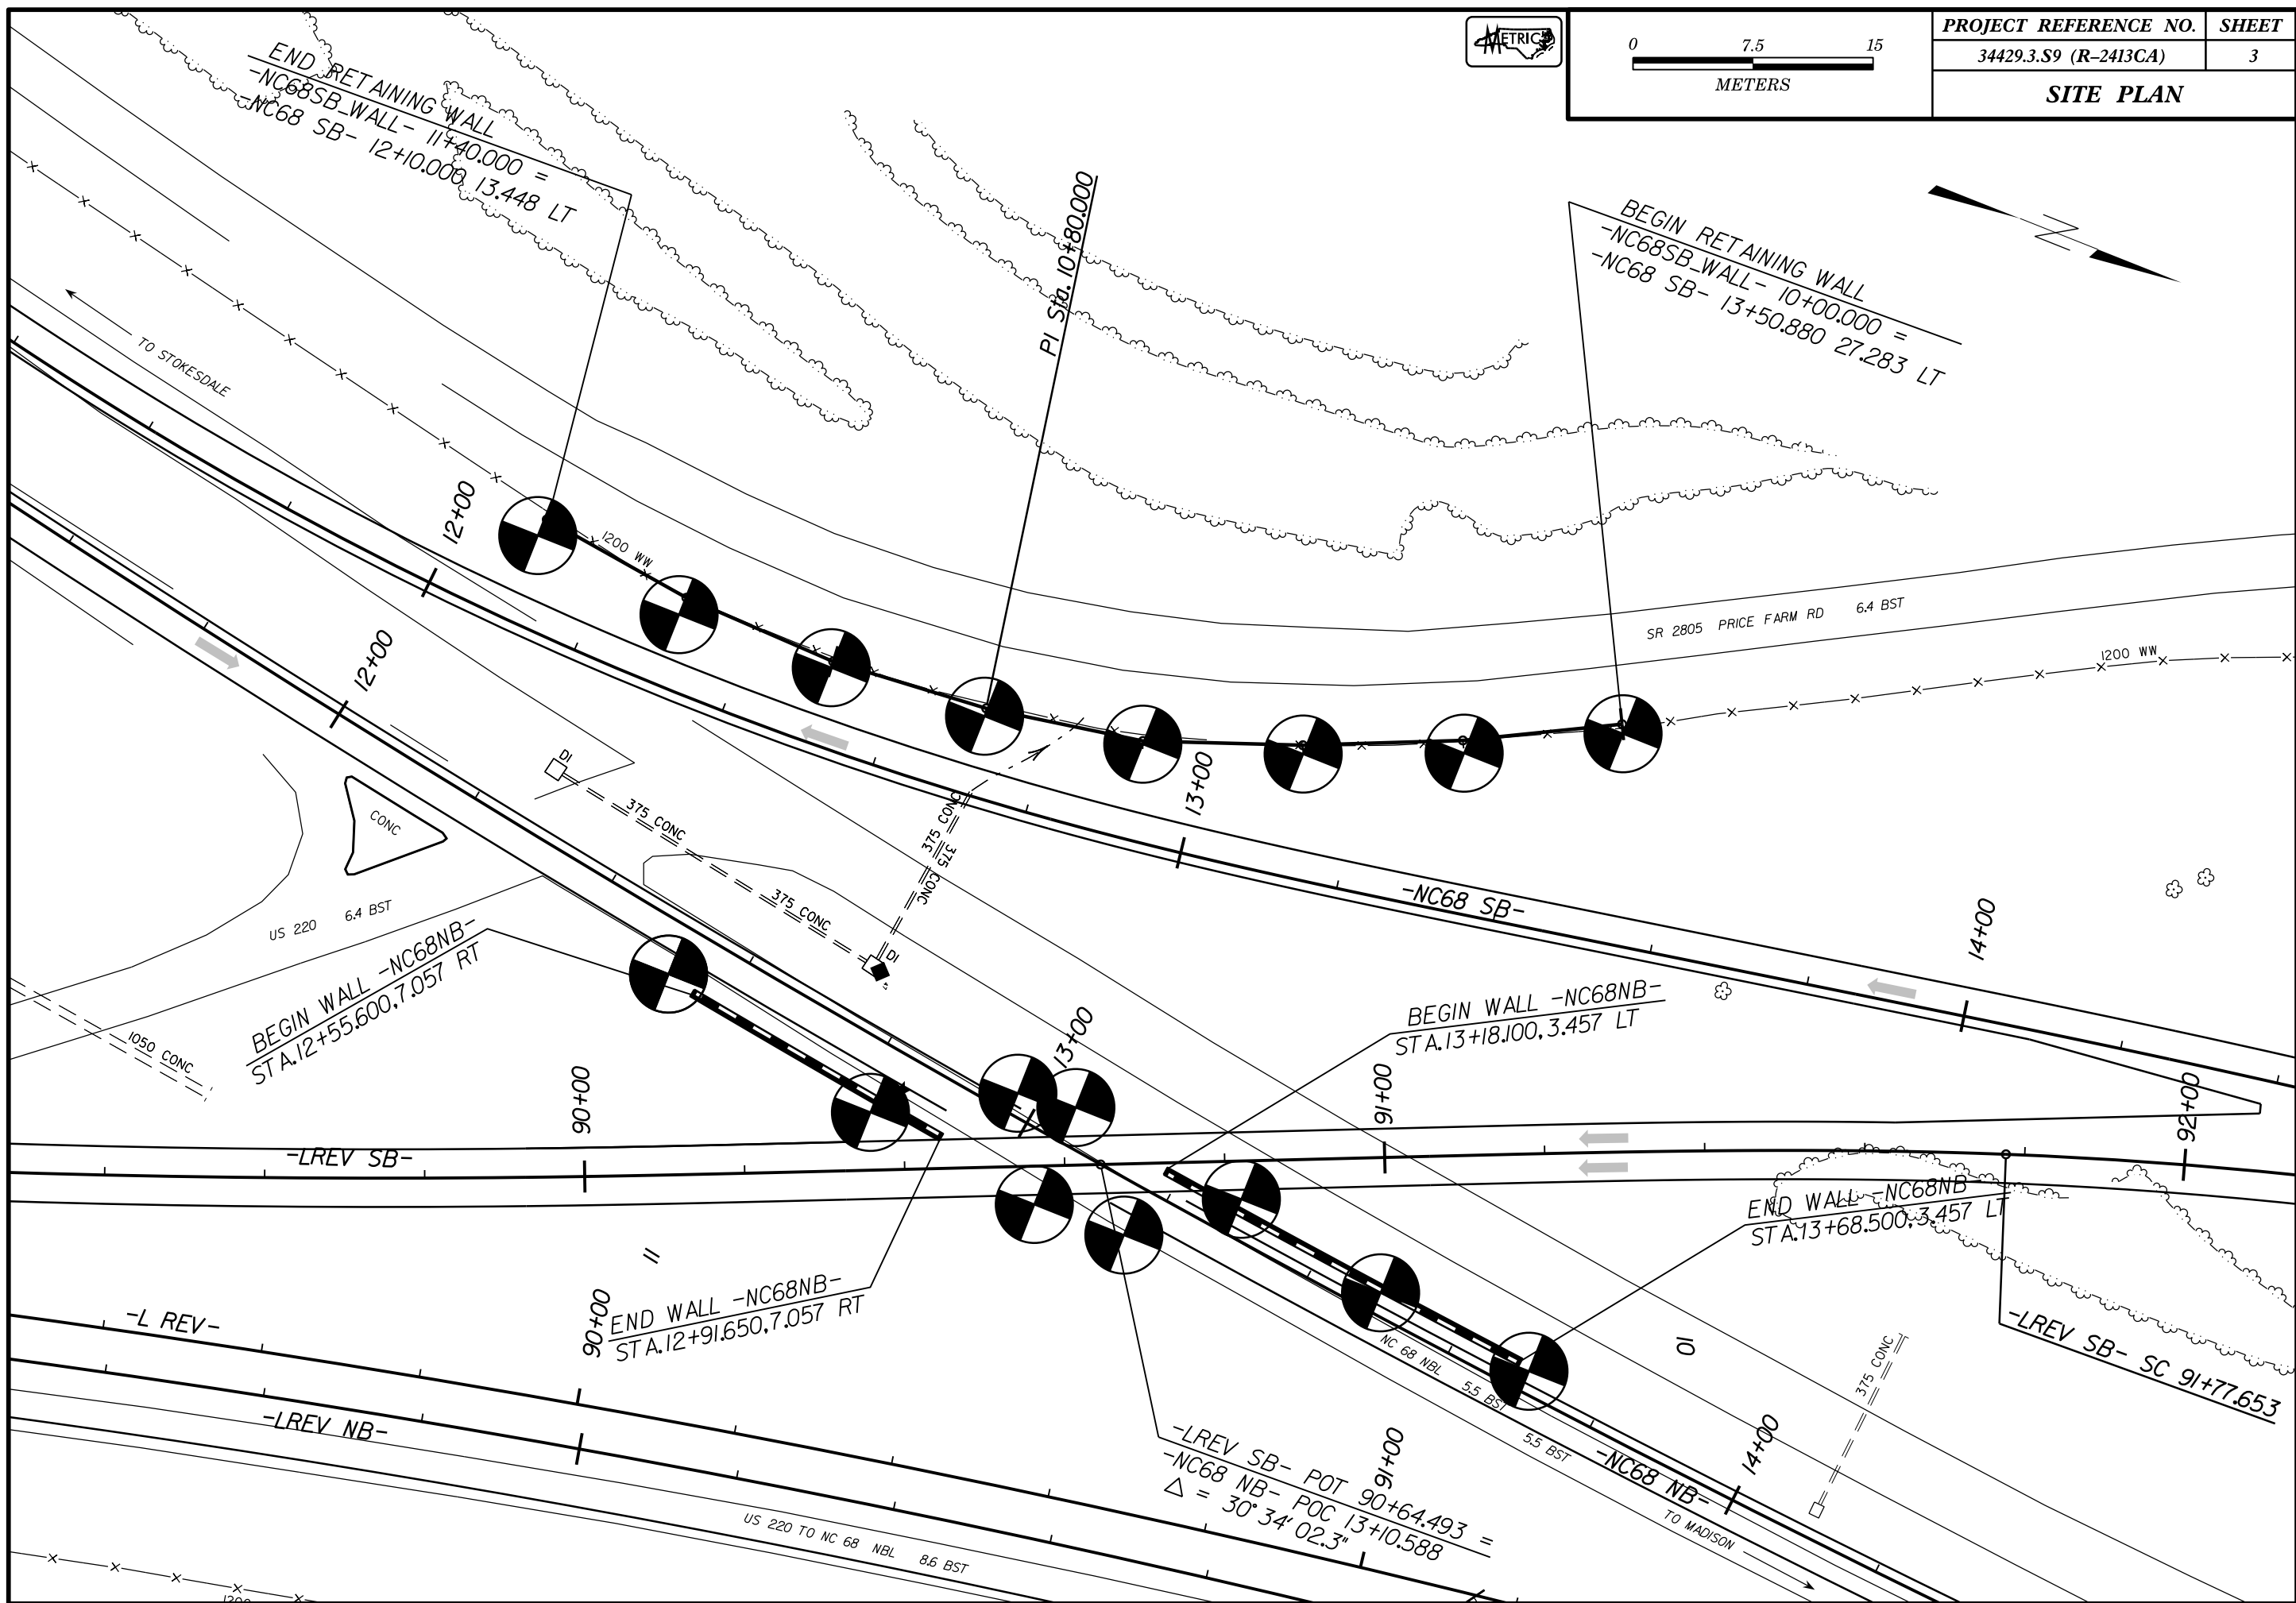 METRIC
0 7.5 15
METERS
PROJECT REFERENCE NO. SHEET
34429.3.S9 (R–2413CA) 3
SITE PLAN
END RETAINING WALL
-NC68SB_WALL- 11+40.000 =
-NC68 SB- 12+10.000 13.448 LT
PI Sta. 10+80.000
BEGIN RETAINING WALL
-NC68SB_WALL- 10+00.000 =
-NC68 SB- 13+50.880 27.283 LT
TO STOKESDALE
12+00
1200 WW
SR 2805 PRICE FARM RD 6.4 BST
1200 WW
12+00
DI
375 CONC
375 CONC
375 CONC
375 CONC
DI
13+00
CONC
-NC68 SB-
14+00
US 220 6.4 BST
BEGIN WALL -NC68NB-
STA.12+55.600,7.057 RT
1050 CONC
13+00
BEGIN WALL -NC68NB-
STA.13+18.100,3.457 LT
90+00
91+00
92+00
-LREV SB-
END WALL -NC68NB-
STA.13+68.500,3.457 LT
11
END WALL -NC68NB-
STA.12+91.650,7.057 RT
90+00
-L REV-
-LREV NB-
NC 68 NBL 5.5 BST
5.5 BST
10
375 CONC
-LREV SB- SC 91+77.653
14+00
-NC68 NB-
TO MADISON
91+00
-LREV SB- POT 90+64.493 =
-NC68 NB- POC 13+10.588
△ = 30° 34' 02.3"
US 220 TO NC 68 NBL 8.6 BST